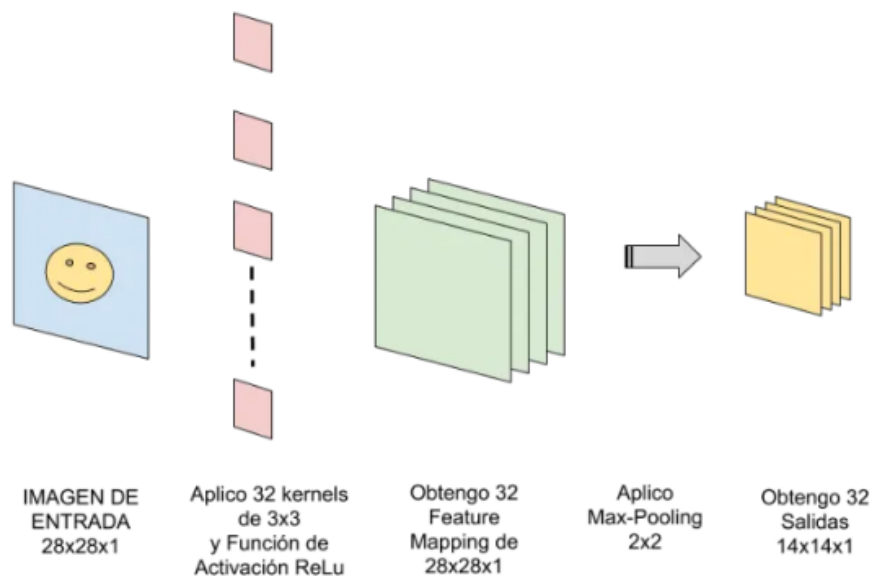 IMAGEN DE
ENTRADA
28x28x1
Aplico 32 kernels
de 3x3
y Función de
Activación ReLu
Obtengo 32
Feature
Mapping de
28x28x1
Aplico
Max-Pooling
2x2
Obtengo 32
Salidas
14x14x1